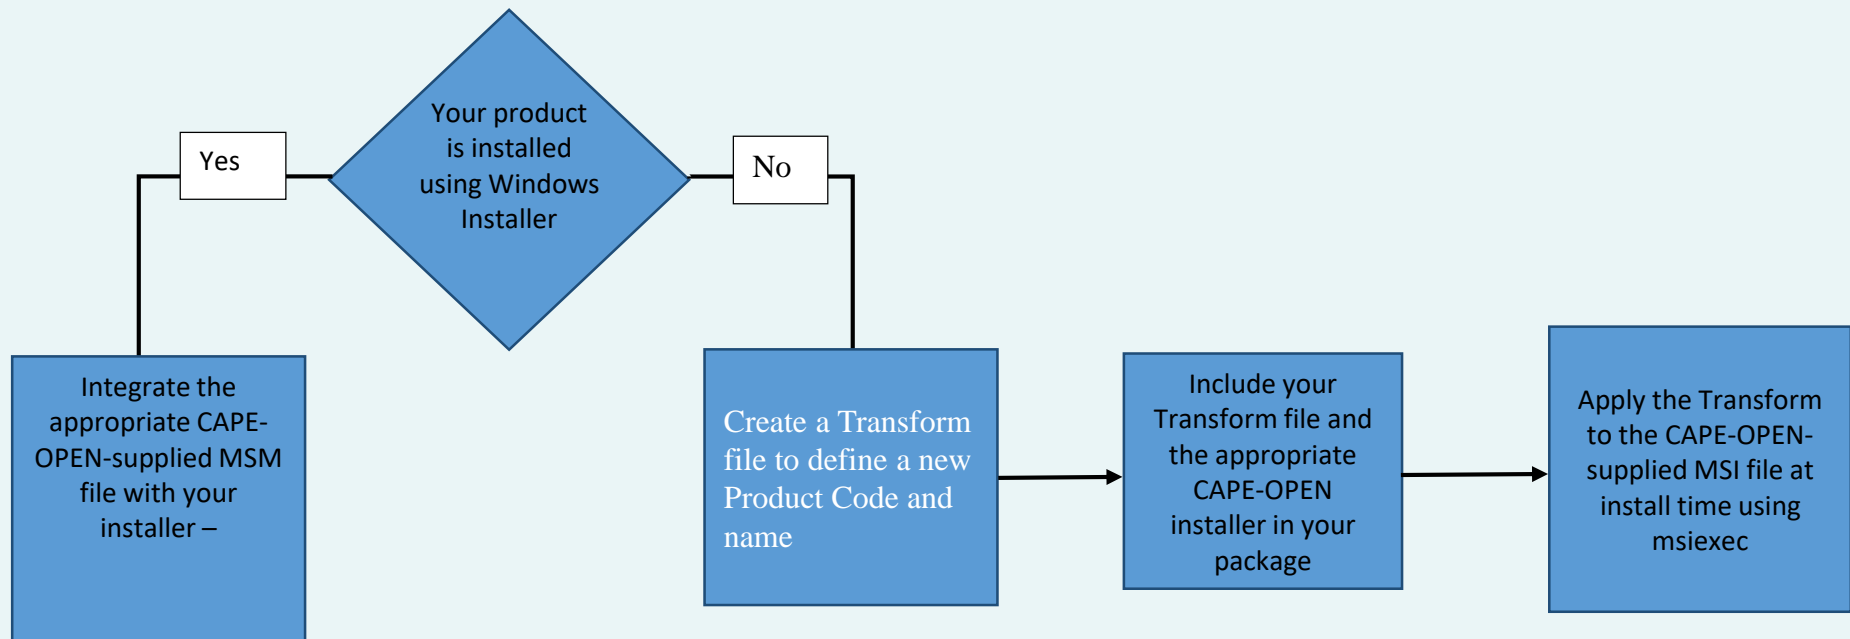 Your product
is installed
using Windows
Installer
Yes
No
Integrate the
appropriate CAPE-
OPEN-supplied MSM
file with your
installer –
Create a Transform
file to define a new
Product Code and
name
Include your
Transform file and
the appropriate
CAPE-OPEN
installer in your
package
Apply the Transform
to the CAPE-OPEN-
supplied MSI file at
install time using
msiexec